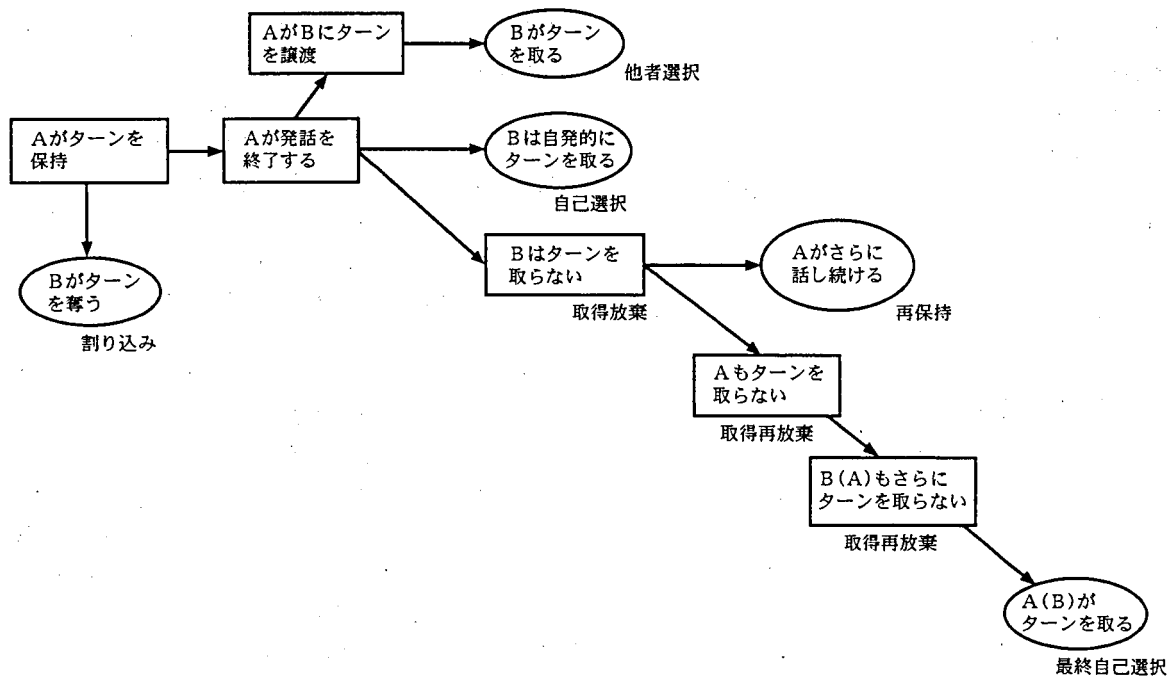 AがBにターン
を譲渡
Bがターン
を取る
他者選択
Aがターンを
保持
Aが発話を
終了する
Bは自発的に
ターンを取る
自己選択
Bがターン
を奪う
割り込み
Bはターンを
取らない
取得放棄
Aがさらに
話し続ける
再保持
Aもターンを
取らない
取得再放棄
B(A)もさらに
ターンを取らない
取得再放棄
A(B)が
ターンを取る
最終自己選択